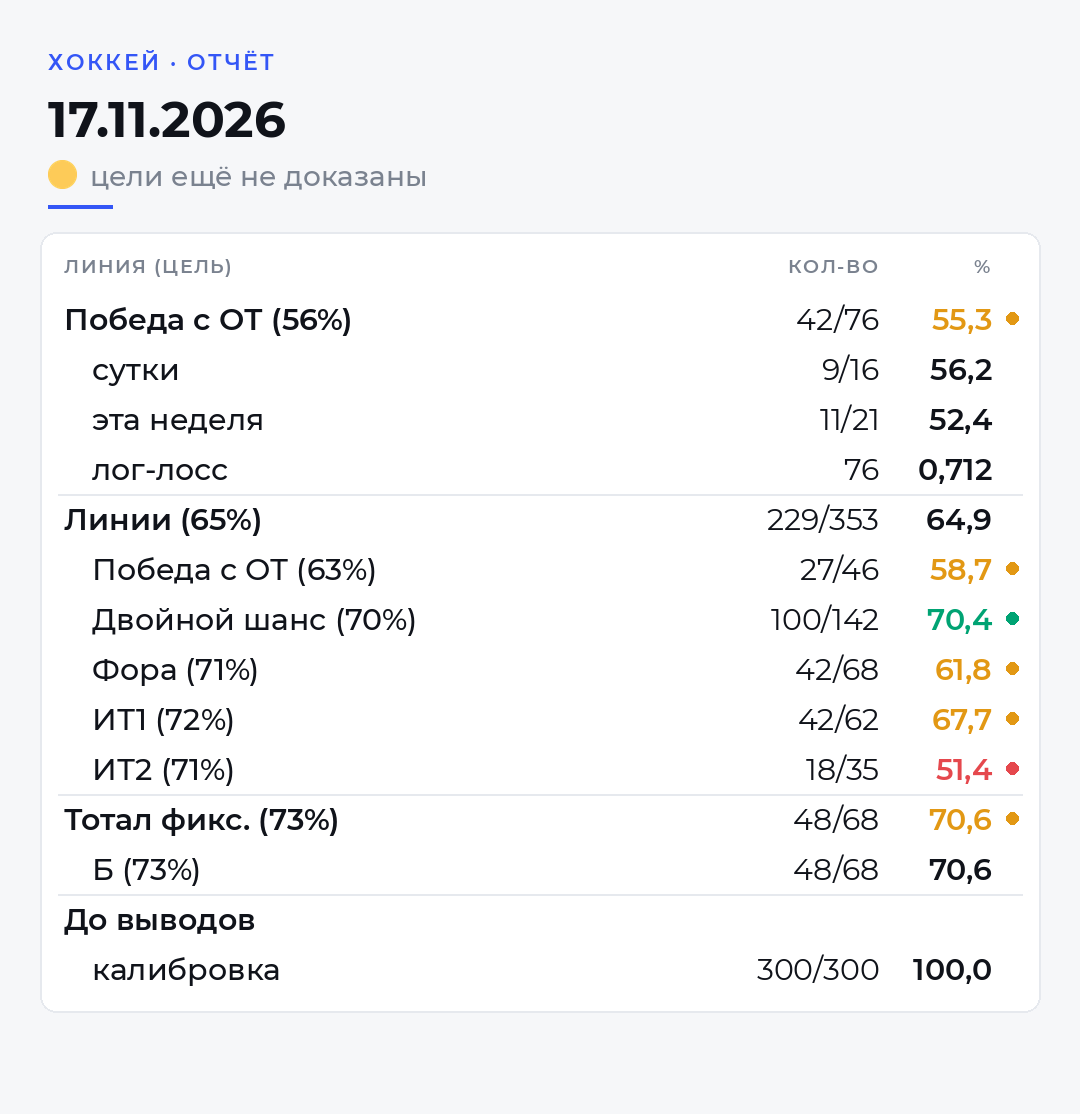 ХОККЕЙ · ОТЧЁТ
17.11.2026
цели ещё не доказаны
ЛИНИЯ (ЦЕЛЬ) КОЛ-ВО %
Победа с ОТ (56%) 42/76 55,3
сутки 9/16 56,2
эта неделя 11/21 52,4
лог-лосс 76 0,712
Линии (65%) 229/353 64,9
Победа с ОТ (63%) 27/46 58,7
Двойной шанс (70%) 100/142 70,4
Фора (71%) 42/68 61,8
ИТ1 (72%) 42/62 67,7
ИТ2 (71%) 18/35 51,4
Тотал фикс. (73%) 48/68 70,6
Б (73%) 48/68 70,6
До выводов
калибровка 300/300 100,0